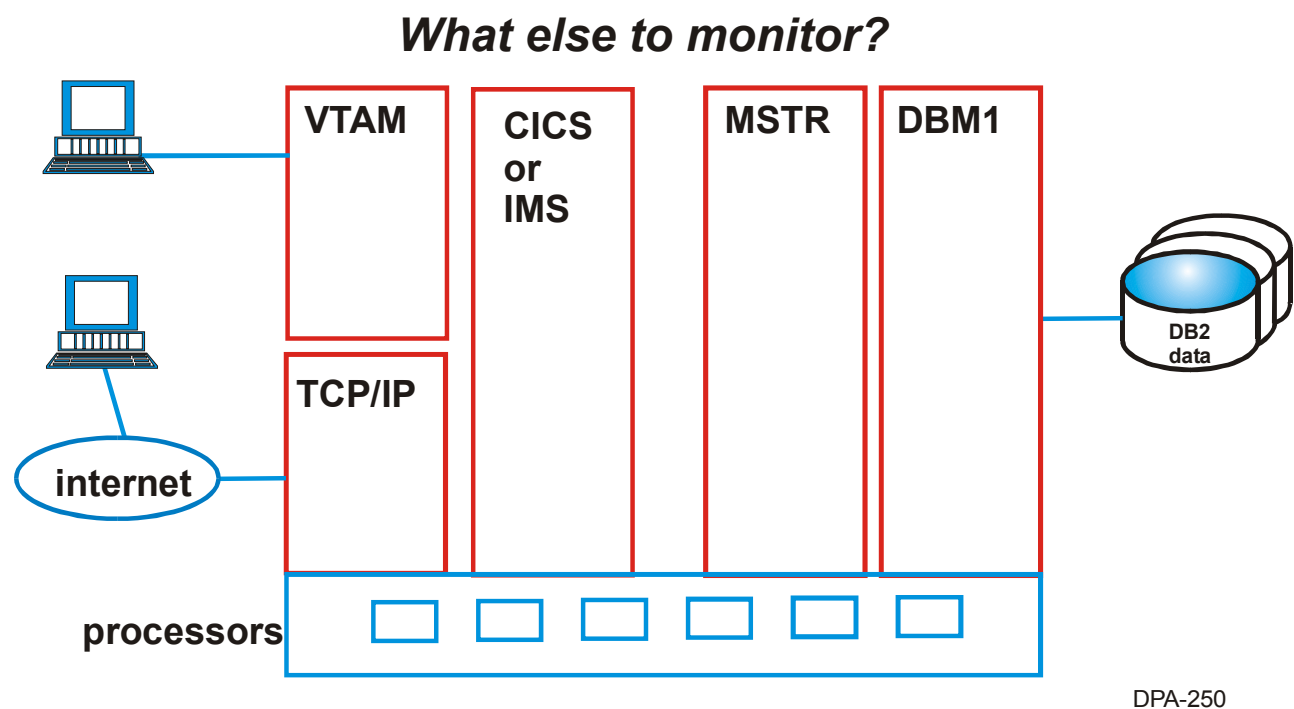 What else to monitor?
VTAM
CICS
or
IMS
MSTR
DBM1
TCP/IP
DB2
data
internet
processors
DPA-250